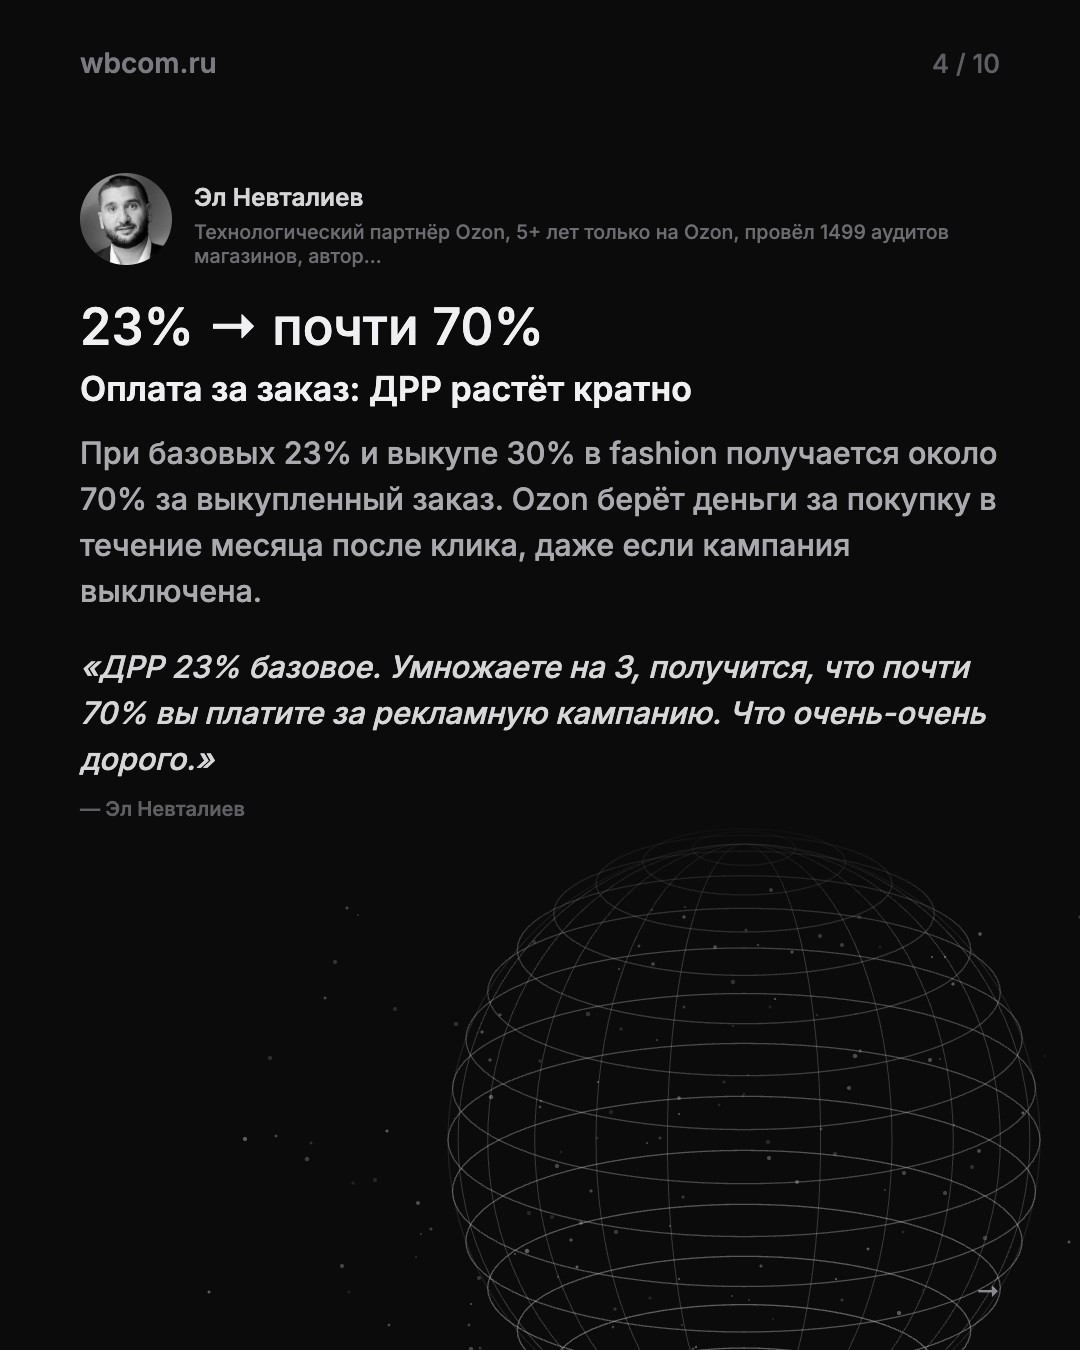 wbcom.ru
4 / 10
Эл Невталиев
Технологический партнёр Ozon, 5+ лет только на Ozon, провёл 1499 аудитов
магазинов, автор...
23% → почти 70%
Оплата за заказ: ДРР растёт кратно
При базовых 23% и выкупе 30% в fashion получается около
70% за выкупленный заказ. Ozon берёт деньги за покупку в
течение месяца после клика, даже если кампания
выключена.
«ДРР 23% базовое. Умножаете на 3, получится, что почти
70% вы платите за рекламную кампанию. Что очень-очень
дорого.»
— Эл Невталиев
→